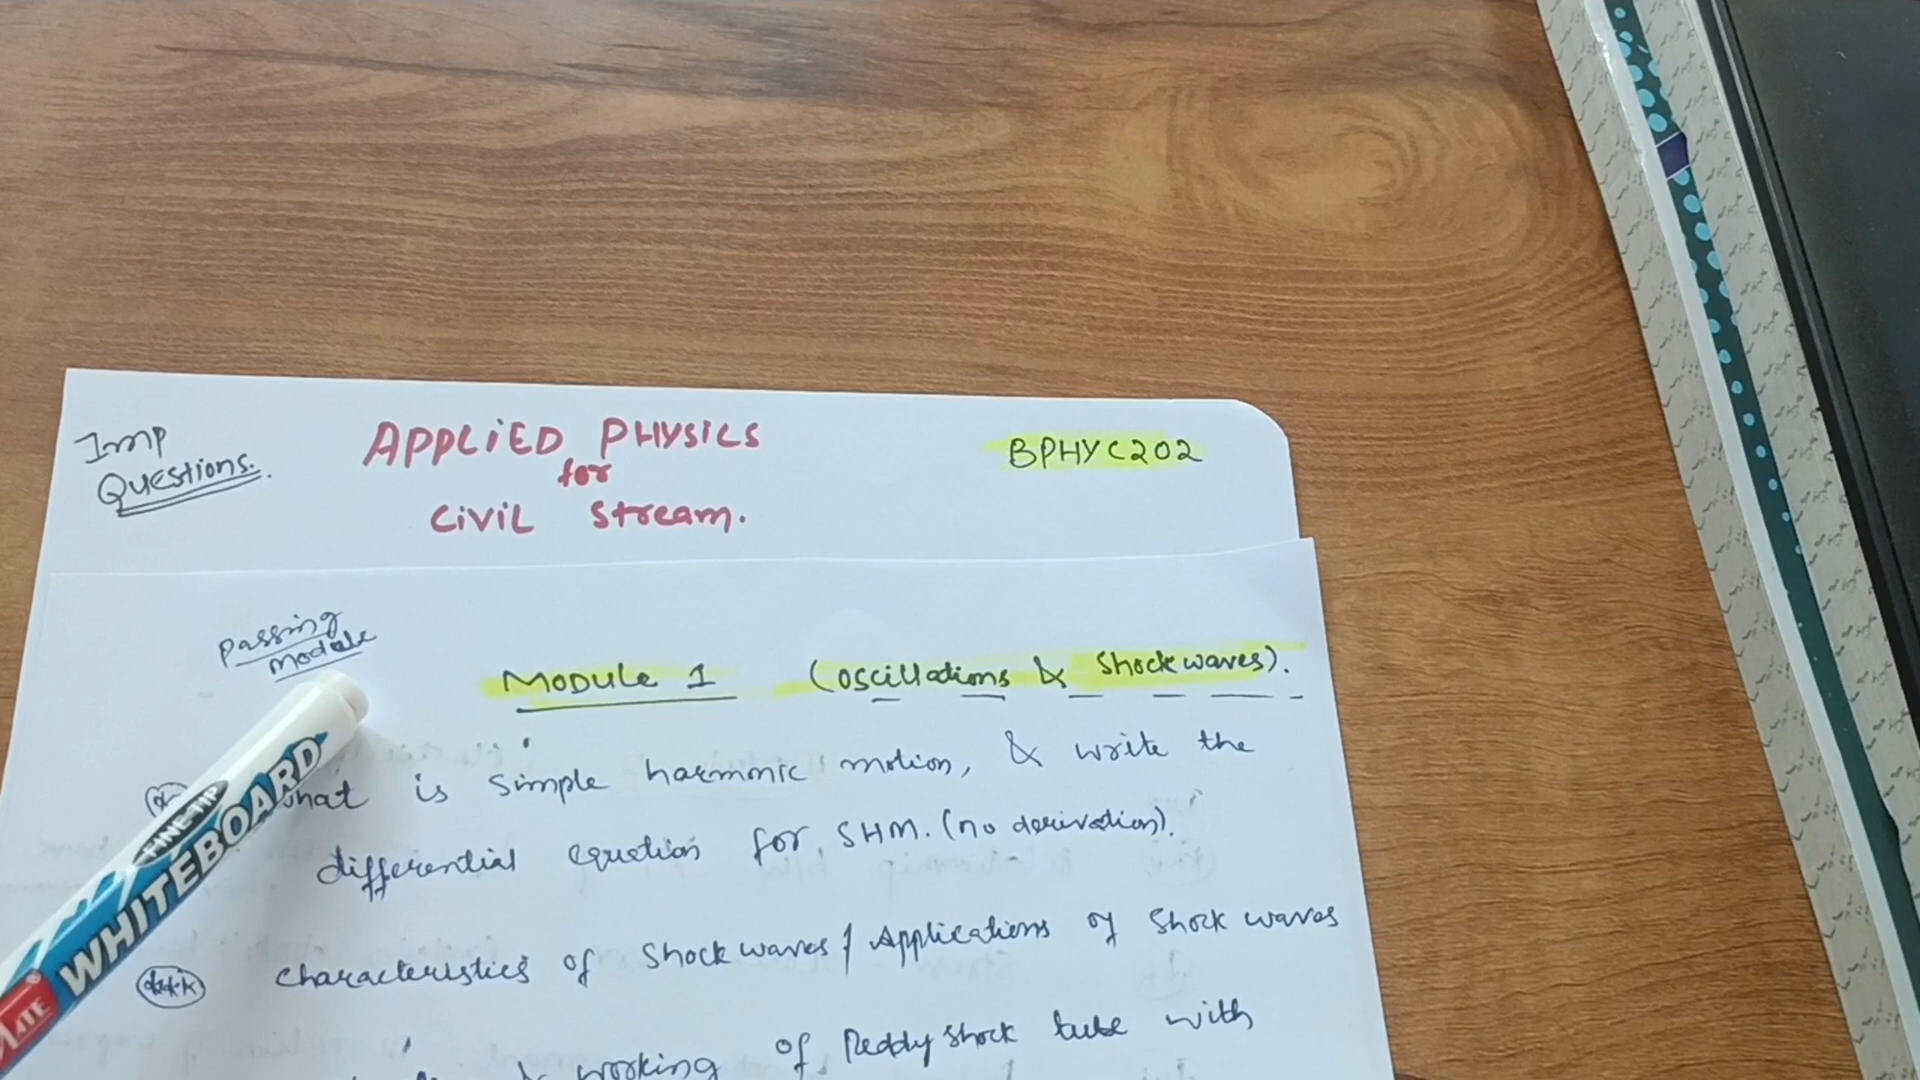 Imp
Questions.
APPLIED PHYSICS
for
CIVIL Stream.
BPHYC202
Passing
Module
Module 1 (Oscillations & Shock waves).
what is simple harmonic motion, & write the
differential equation for SHM. (no derivation).
characteristics of Shock waves / Applications of Shock waves
& working of Reddy shock tube with
FINE-TIP
WHITEBOARD